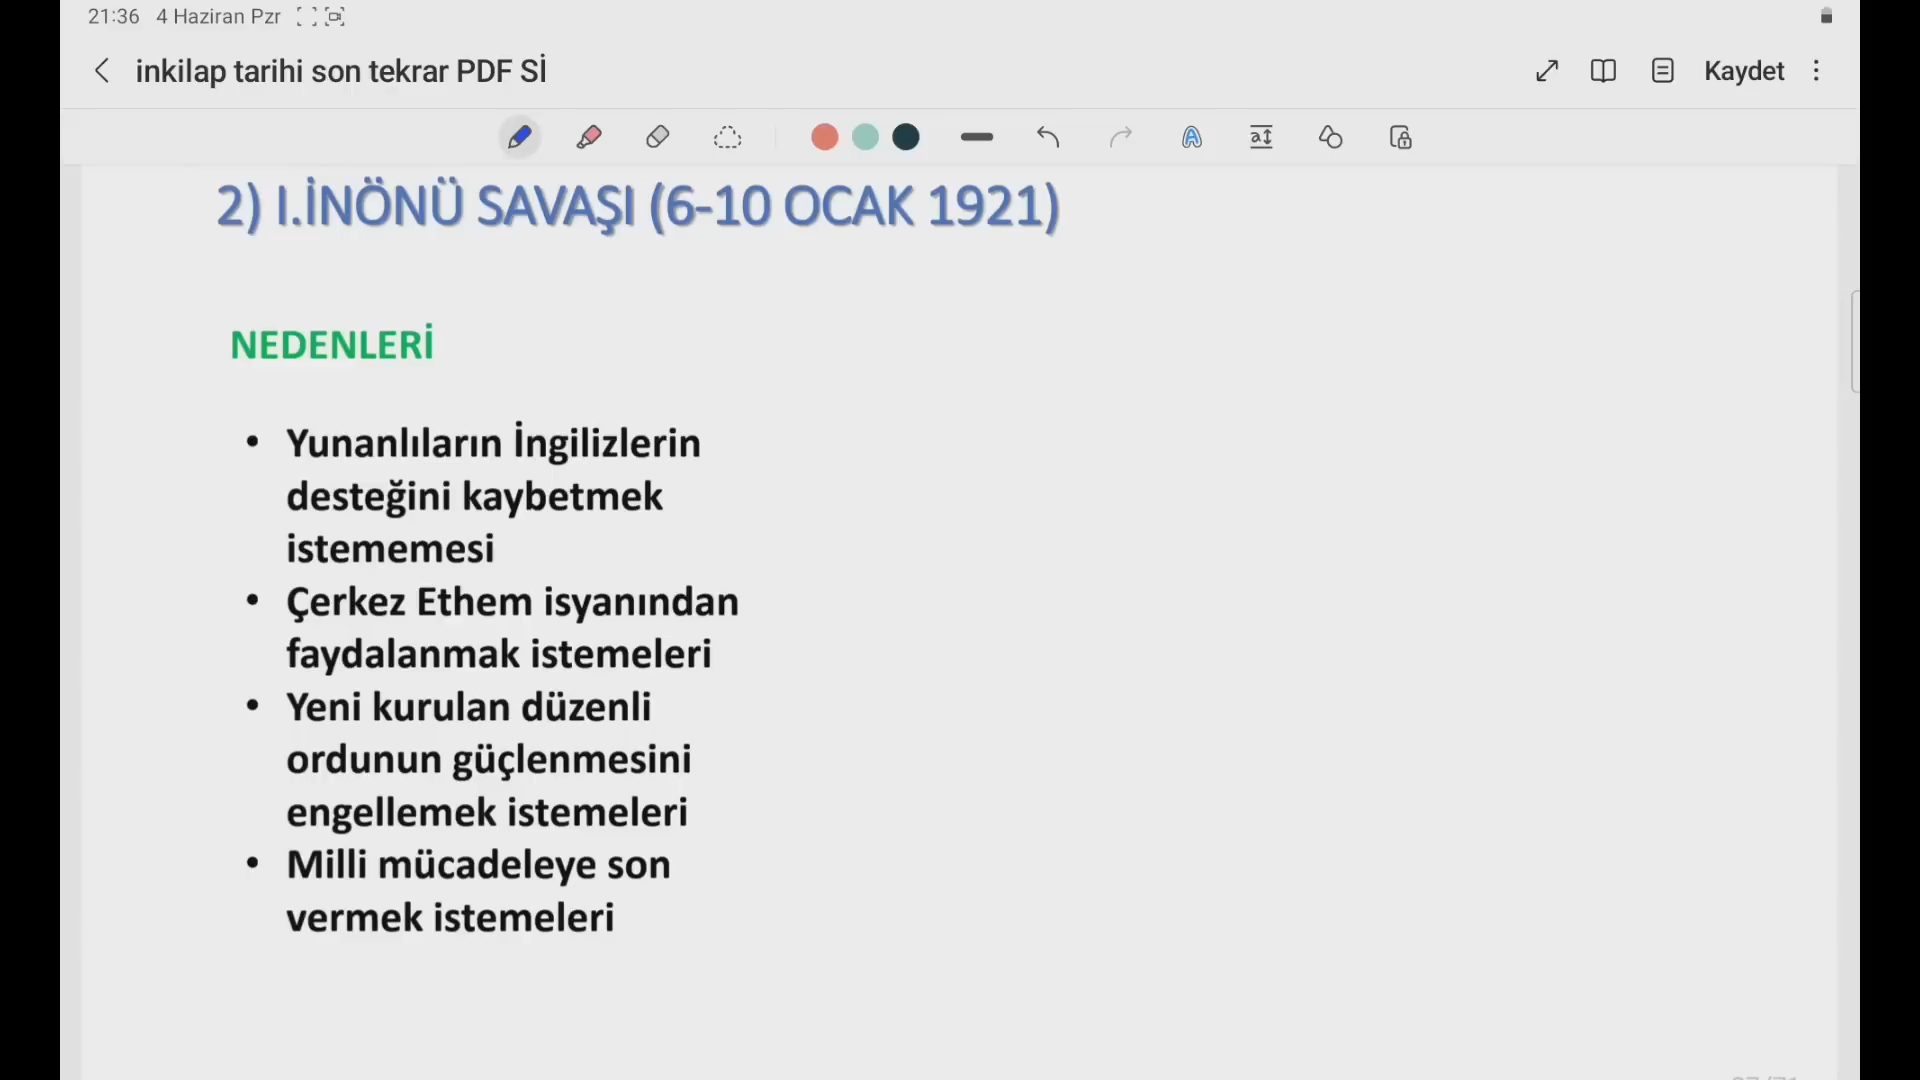 21:36 4 Haziran Pzr
inkilap tarihi son tekrar PDF Sİ
Kaydet
2) I.İNÖNÜ SAVAŞI (6-10 OCAK 1921)
NEDENLERİ
• Yunanlıların İngilizlerin
desteğini kaybetmek
istememesi
• Çerkez Ethem isyanından
faydalanmak istemeleri
• Yeni kurulan düzenli
ordunun güçlenmesini
engellemek istemeleri
• Milli mücadeleye son
vermek istemeleri